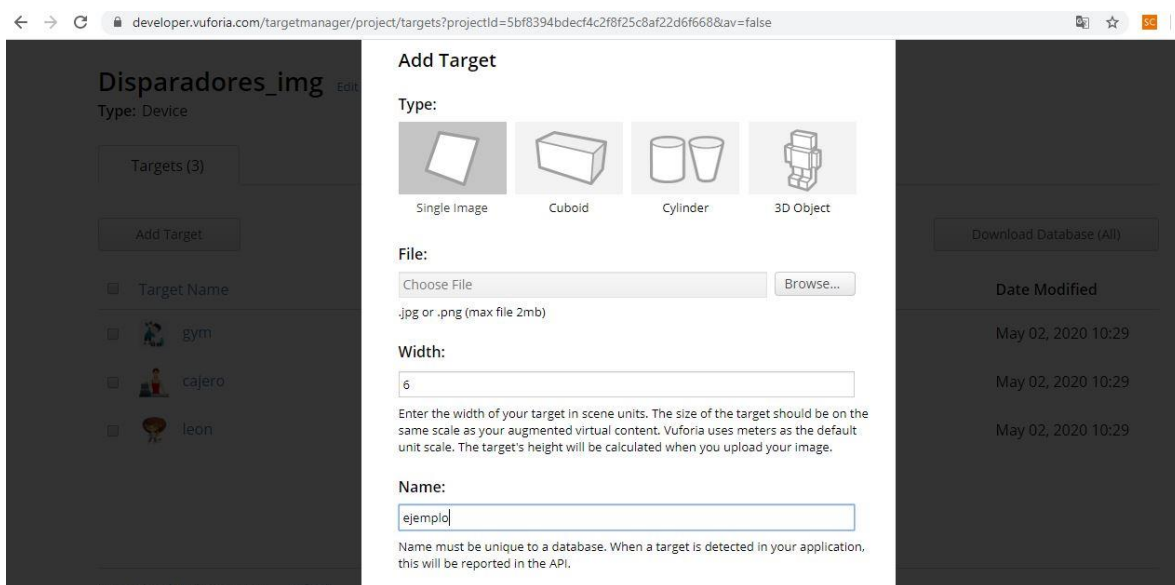 developer.vuforia.com/targetmanager/project/targets?projectId=5bf8394bdecf4c2f8f25c8af22d6f668&av=false
SC
Disparadores_img Edit
Type: Device
Targets (3)
Add Target
Download Database (All)
Target Name
Date Modified
gym
May 02, 2020 10:29
cajero
May 02, 2020 10:29
leon
May 02, 2020 10:29
Add Target
Type:
Single Image
Cuboid
Cylinder
3D Object
File:
Choose File
Browse...
.jpg or .png (max file 2mb)
Width:
6
Enter the width of your target in scene units. The size of the target should be on the
same scale as your augmented virtual content. Vuforia uses meters as the default
unit scale. The target's height will be calculated when you upload your image.
Name:
ejemplo
Name must be unique to a database. When a target is detected in your application,
this will be reported in the API.